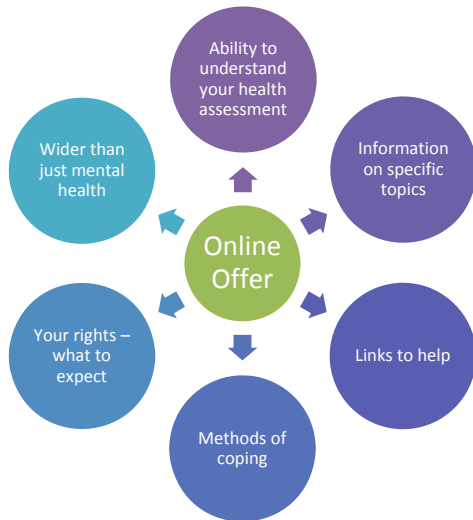 Ability to
understand
your health
assessment
Information
on specific
topics
Links to help
Methods of
coping
Your rights –
what to
expect
Wider than
just mental
health
Online
Offer